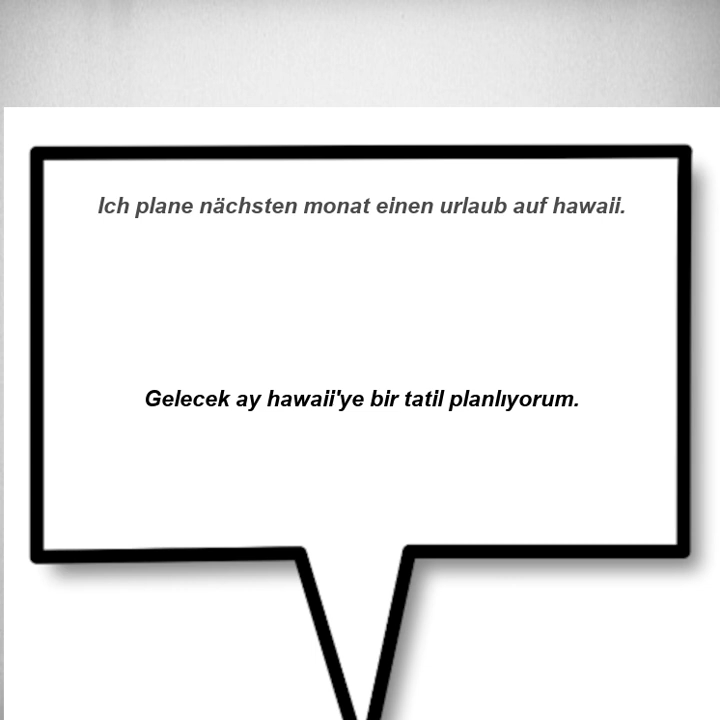 Ich plane nächsten monat einen urlaub auf hawaii.
Gelecek ay hawaii'ye bir tatil planlıyorum.